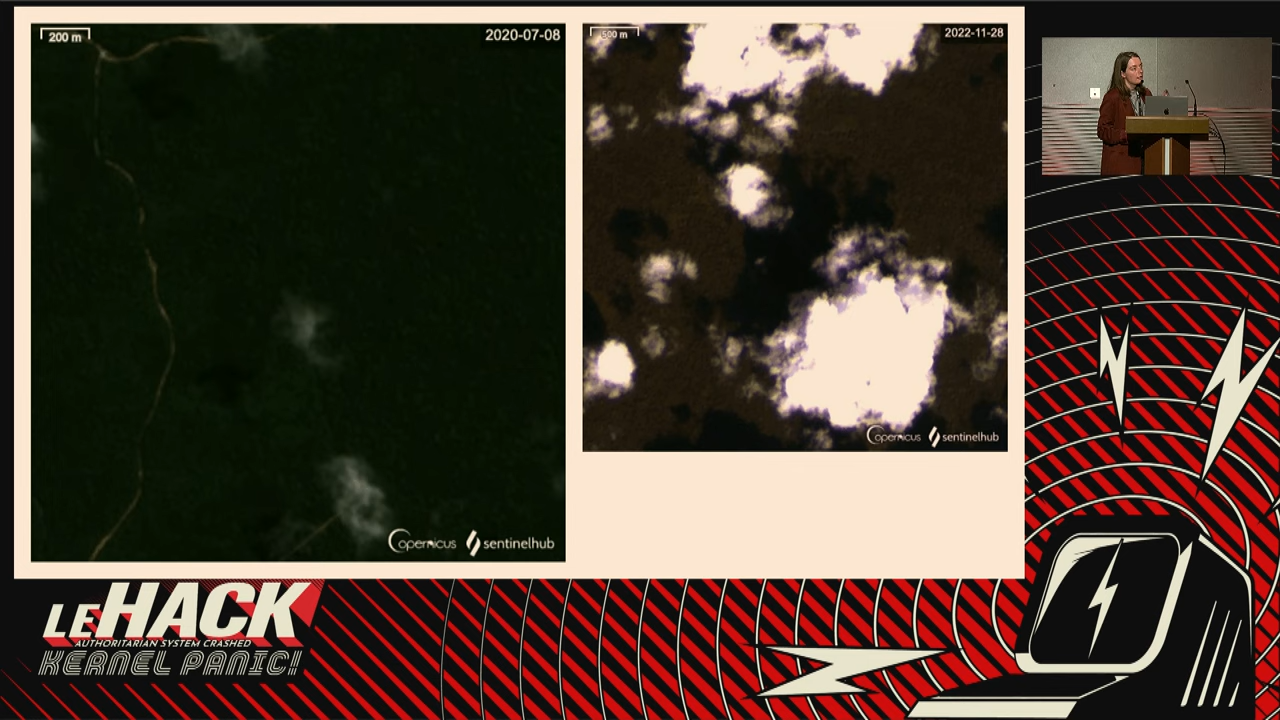 200 m
2020-07-08
Copernicus sentinelhub
500 m
2022-11-28
Copernicus sentinelhub
LEHACK
AUTHORITARIAN SYSTEM CRASHED
KERNEL PANIC!